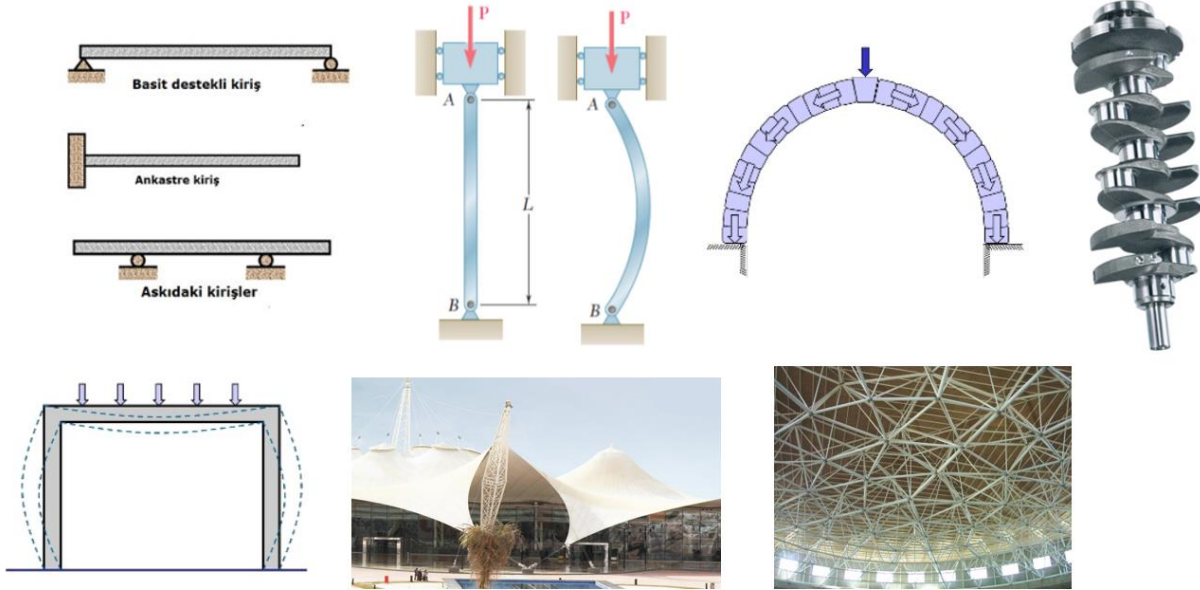 Basit destekli kiriş
Ankastre kiriş
Askıdaki kirişler
P
A
L
B
P
A
B